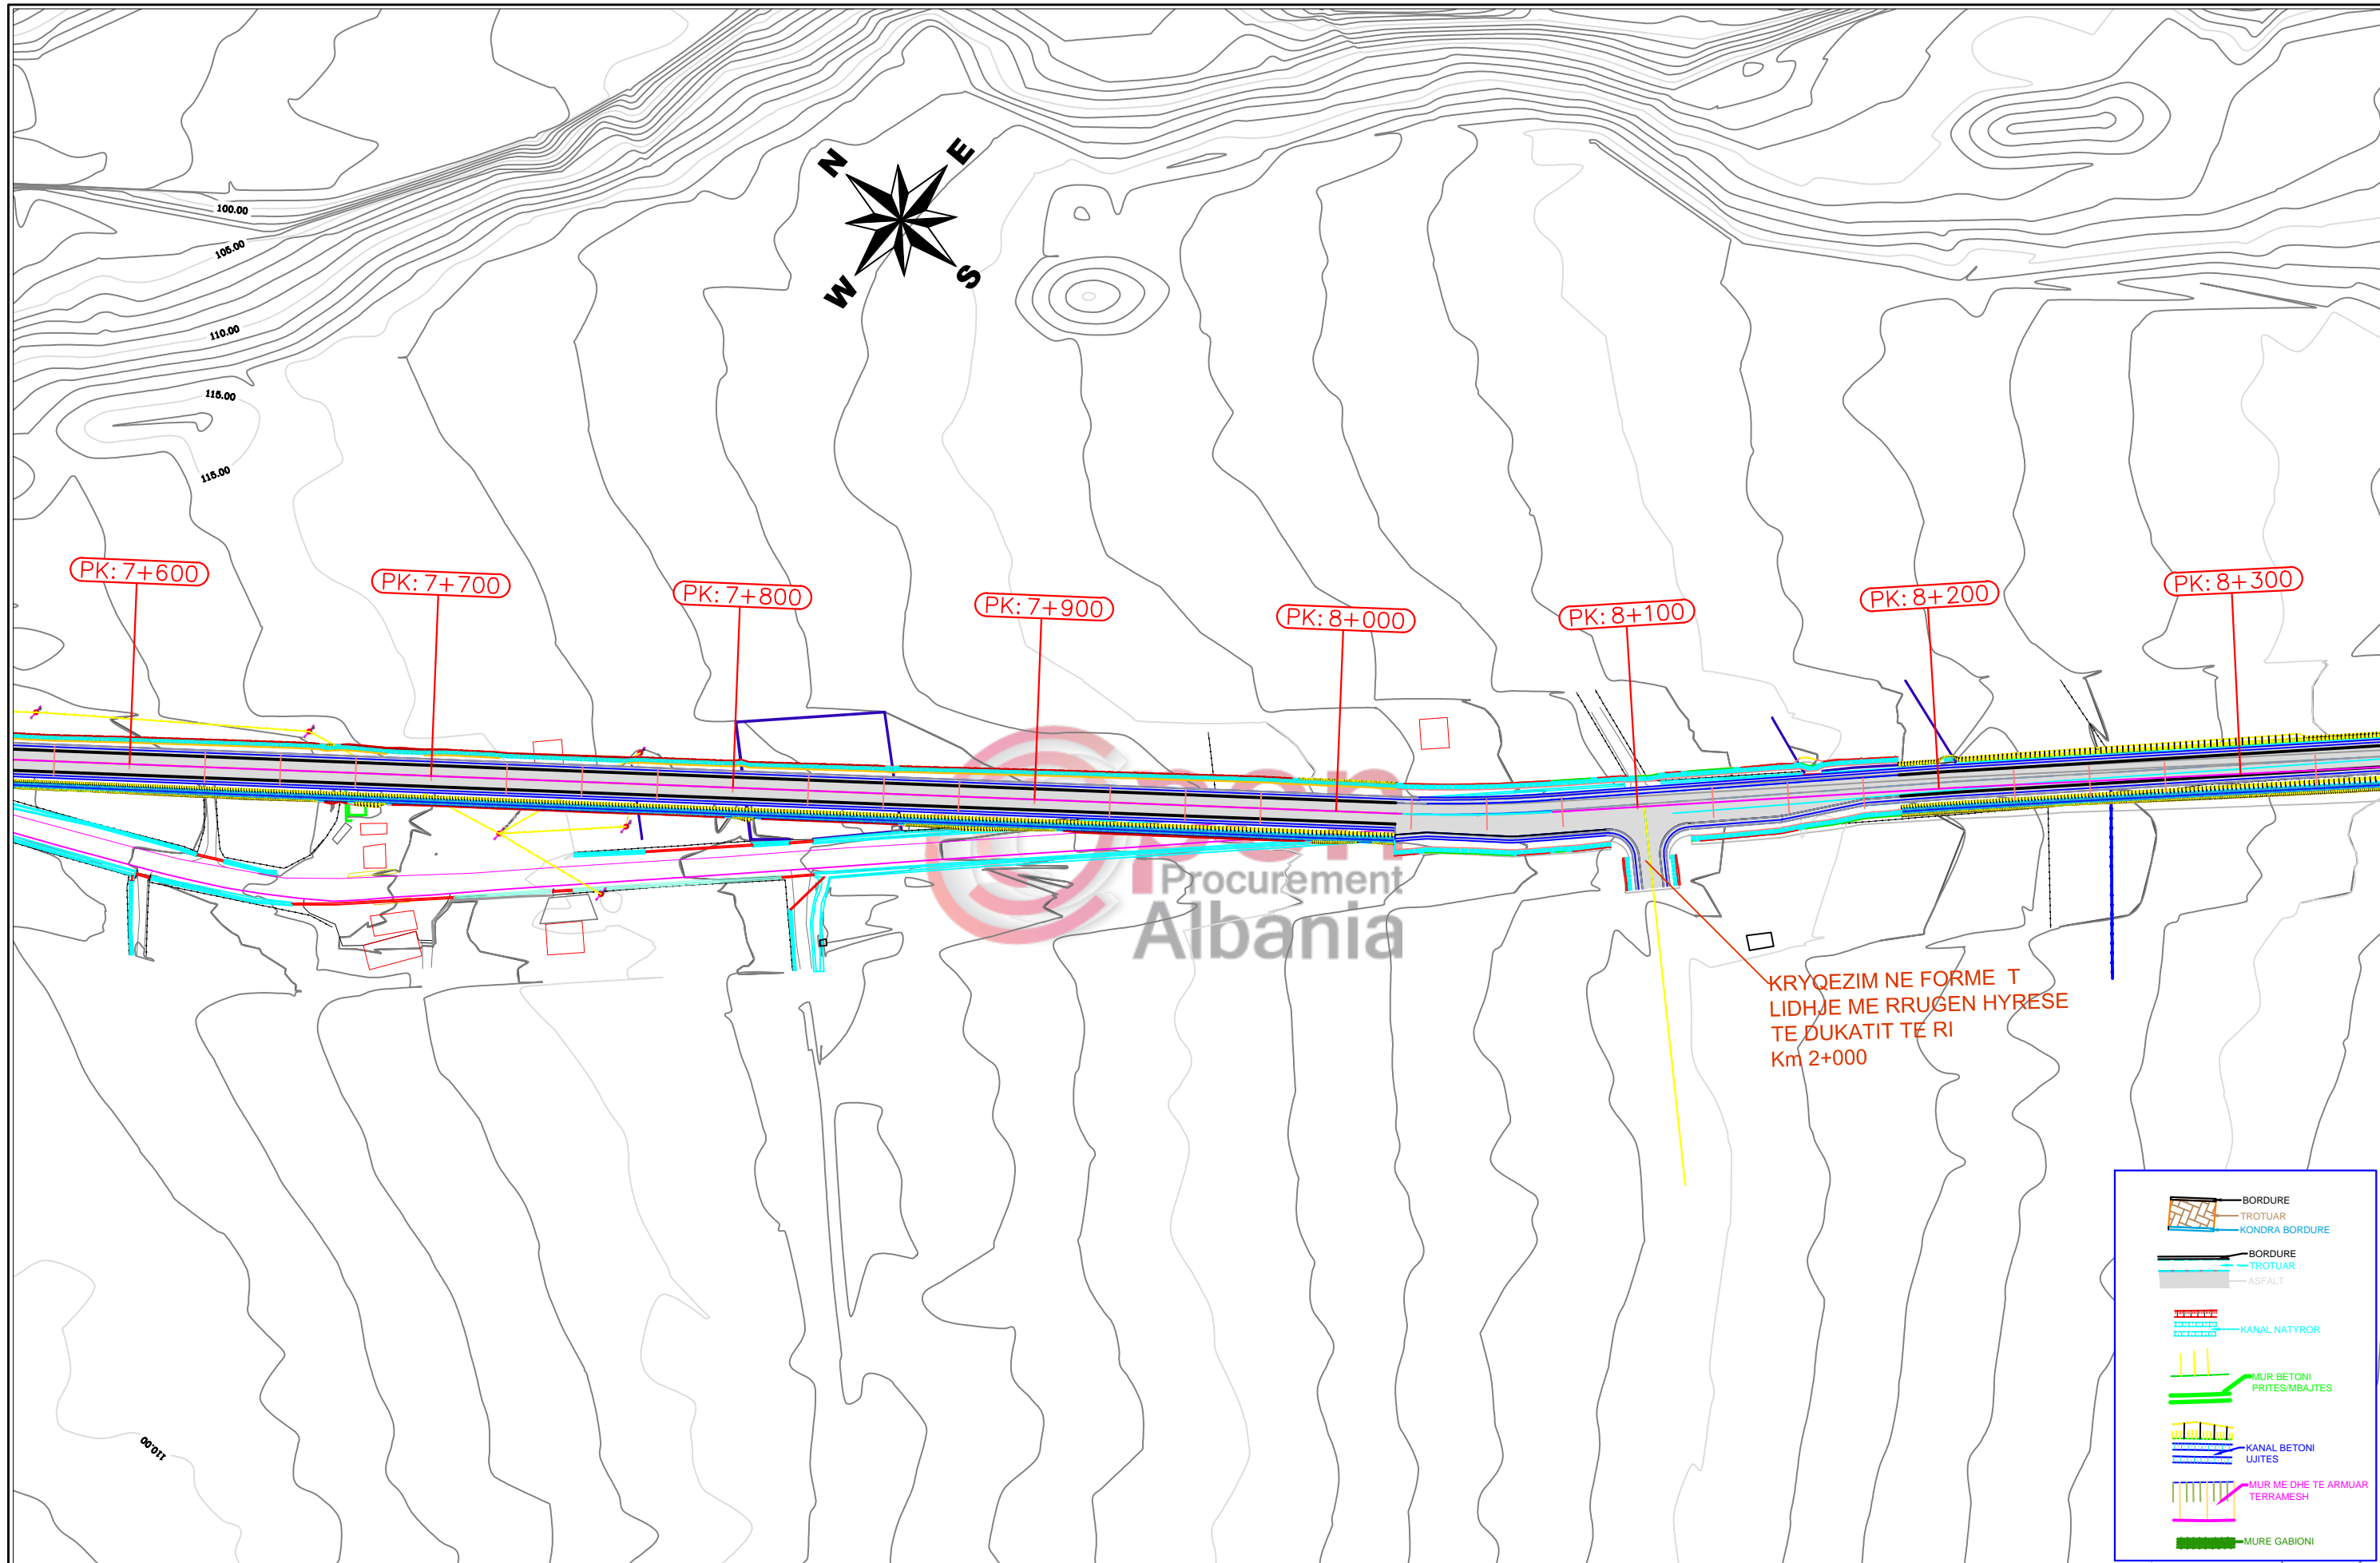 N
E
W
S
100.00
105.00
110.00
115.00
115.00
PK: 7+600
PK: 7+700
PK: 7+800
PK: 7+900
PK: 8+000
PK: 8+100
PK: 8+200
PK: 8+300
Open
Procurement
Albania
KRYQEZIM NE FORME T
LIDHJE ME RRUGEN HYRESE
TE DUKATIT TE RI
Km 2+000
110.00
BORDURE
TROTUAR
KONDRA BORDURE
BORDURE
TROTUAR
ASFALT
KANAL NATYROR
MUR BETONI
PRITES/MBAJTES
KANAL BETONI
UJITES
MUR ME DHE TE ARMUAR
TERRAMESH
MURE GABIONI